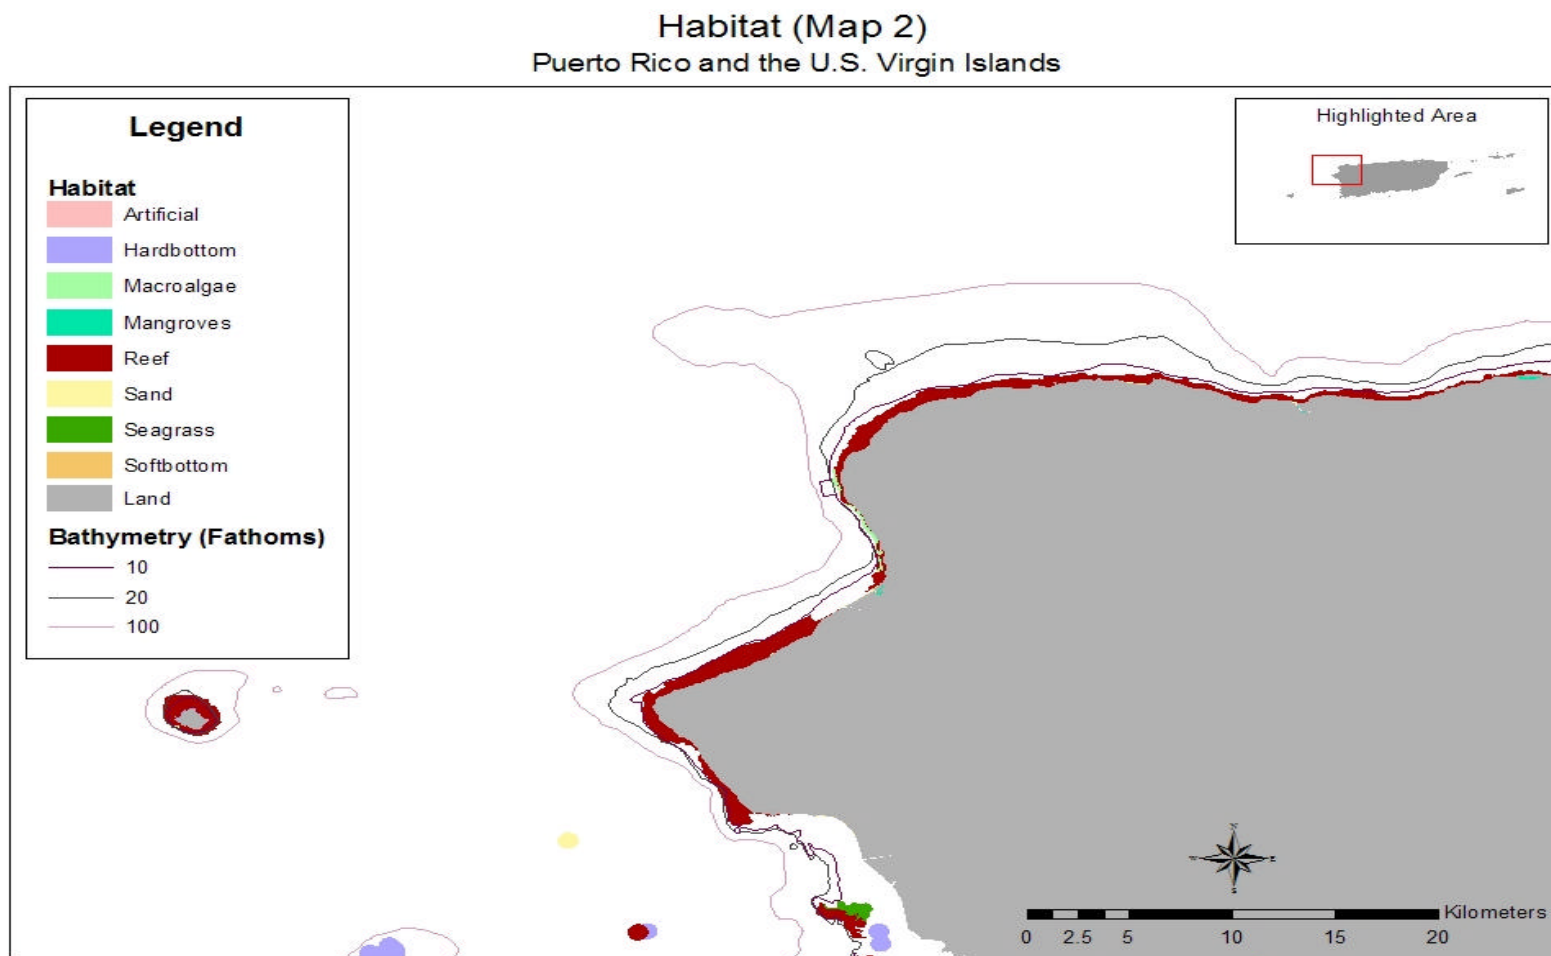 Habitat (Map 2)
Puerto Rico and the U.S. Virgin Islands
Legend
Habitat
Artificial
Hardbottom
Macroalgae
Mangroves
Reef
Sand
Seagrass
Softbottom
Land
Bathymetry (Fathoms)
10
20
100
Highlighted Area
N
W E
S
Kilometers
0 2.5 5 10 15 20